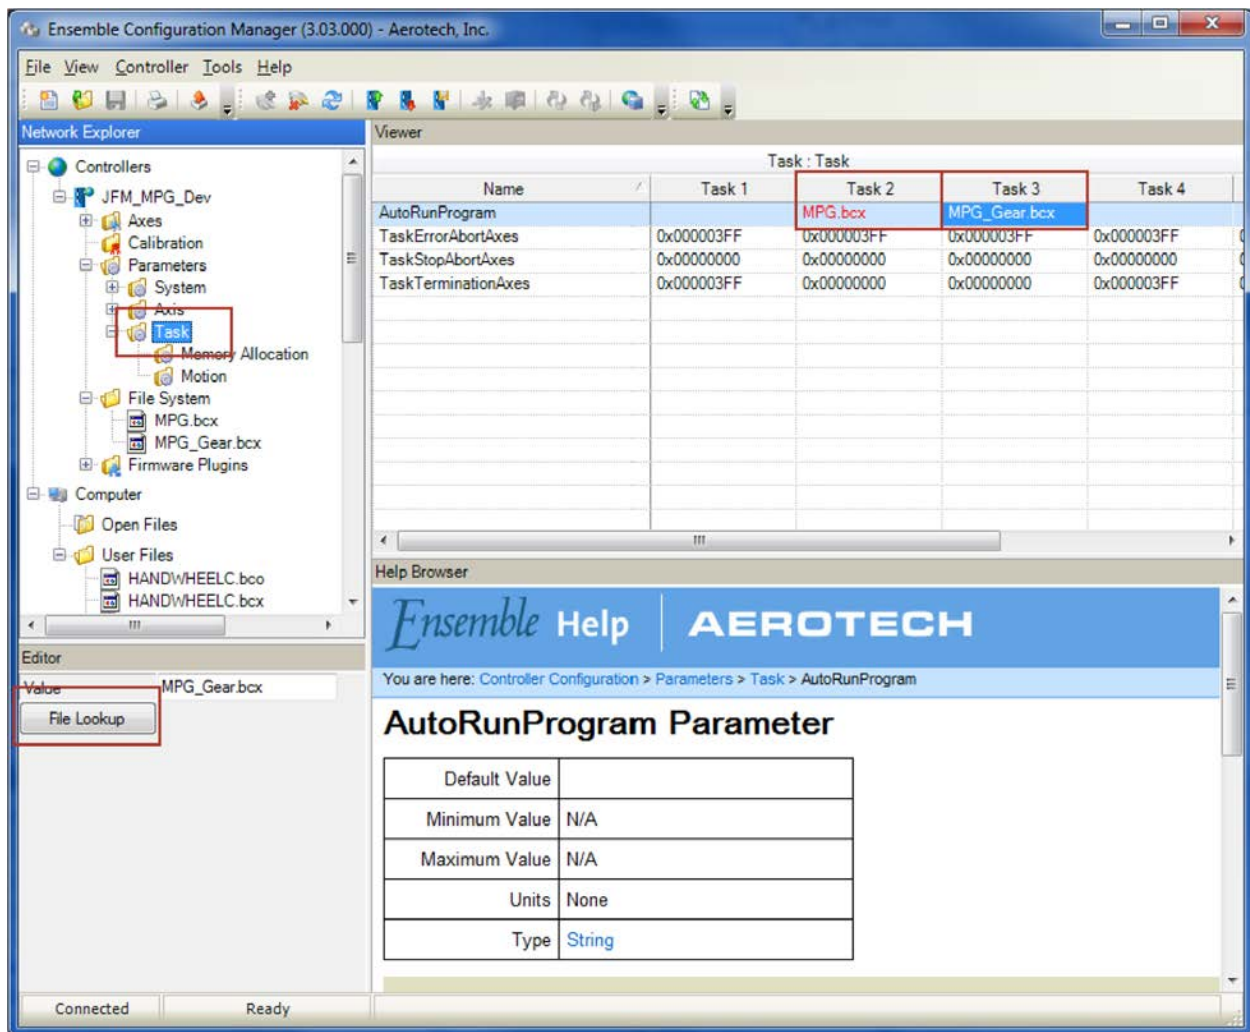 Ensemble Configuration Manager (3.03.000) - Aerotech, Inc.
File View Controller Tools Help
Network Explorer
Controllers
JFM_MPG_Dev
Axes
Calibration
Parameters
System
Axis
Task
Memory Allocation
Motion
File System
MPG.bcx
MPG_Gear.bcx
Firmware Plugins
Computer
Open Files
User Files
HANDWHEELC.bco
HANDWHEELC.bcx
Editor
Value MPG_Gear.bcx
File Lookup
Viewer
Task : Task
Name Task 1 Task 2 Task 3 Task 4
AutoRunProgram MPG.bcx MPG_Gear.bcx
TaskErrorAbortAxes 0x000003FF 0x000003FF 0x000003FF 0x000003FF
TaskStopAbortAxes 0x00000000 0x00000000 0x00000000 0x00000000
TaskTerminationAxes 0x000003FF 0x00000000 0x00000000 0x000003FF
Help Browser
Ensemble Help | AEROTECH
You are here: Controller Configuration > Parameters > Task > AutoRunProgram
AutoRunProgram Parameter
Default Value
Minimum Value N/A
Maximum Value N/A
Units None
Type String
Connected Ready